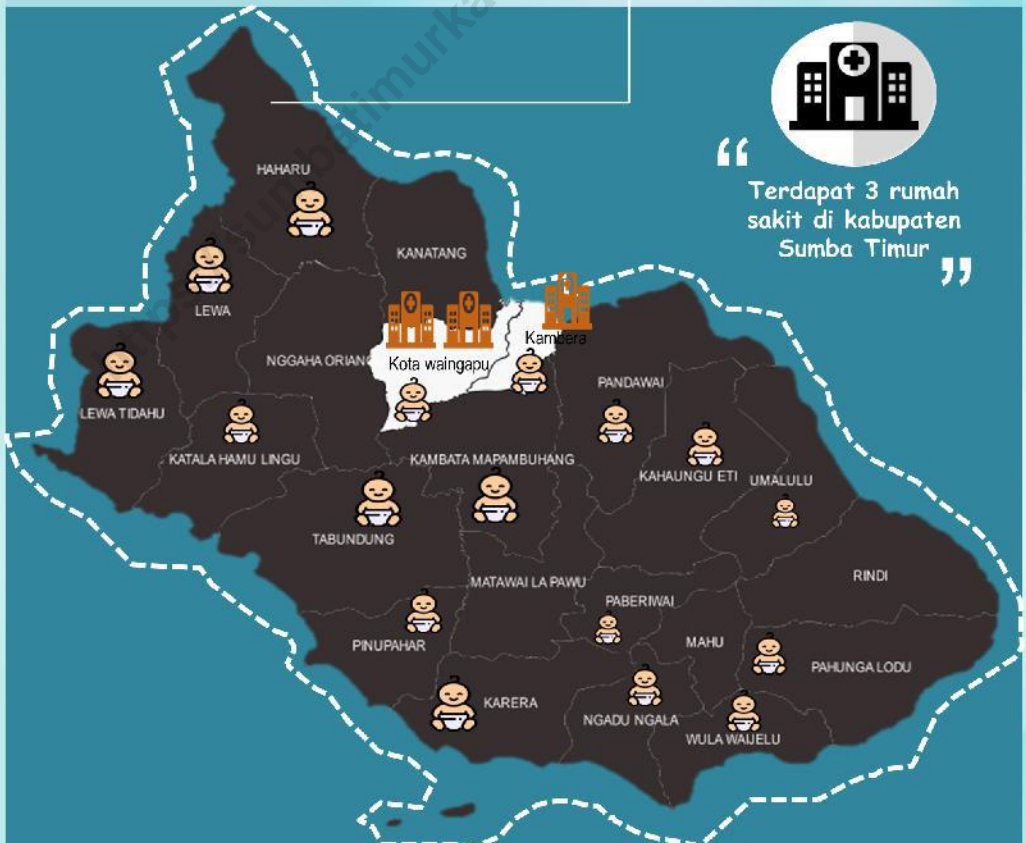 “
Terdapat 3 rumah
sakit di kabupaten
Sumba Timur
”
HAHARU
KANATANG
LEWA
NGGAHA ORIANG
Kota waingapu
Kambera
PANDAWAI
LEWA TIDAHU
KATALA HAMU LINGU
KAMBATA MAPAMBUHANG
KAHAUNGU ETI
UMALULU
TABUNDUNG
MATAWAI LA PAWU
RINDI
PABERIWAI
PINUPAHAR
MAHU
PAHUNGA LODU
KARERA
NGADU NGALA
WULA WAIJELU